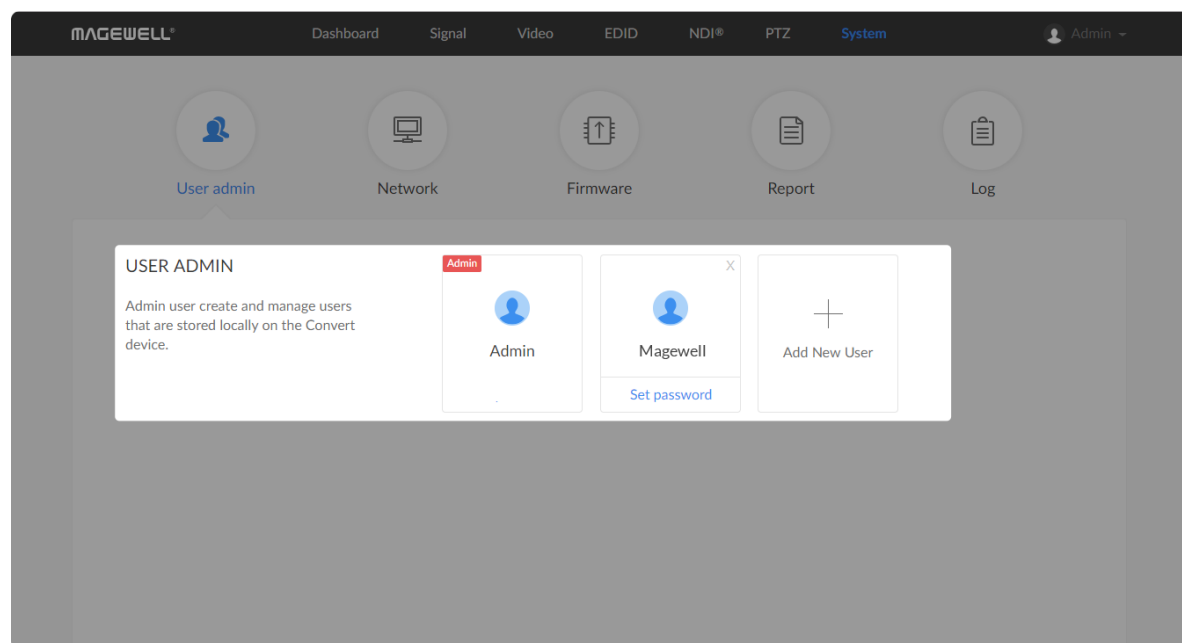 MAGEWELL®
Dashboard
Signal
Video
EDID
NDI®
PTZ
System
Admin
User admin
Network
Firmware
Report
Log
USER ADMIN
Admin user create and manage users
that are stored locally on the Convert
device.
Admin
Admin
X
Magewell
Set password
Add New User